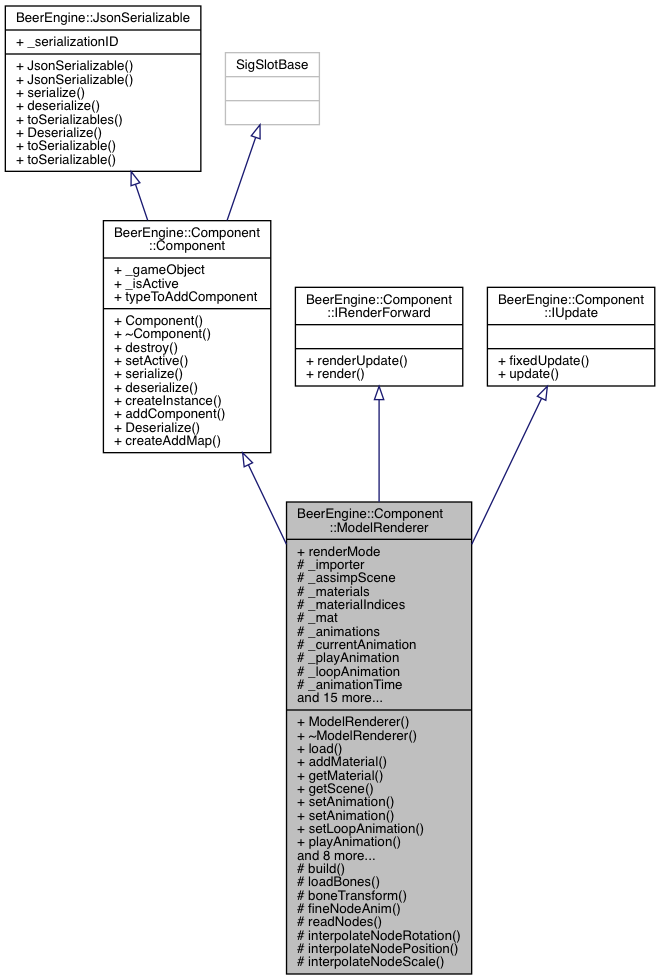 BeerEngine::JsonSerializable
+ _serializationID
+ JsonSerializable()
+ JsonSerializable()
+ serialize()
+ deserialize()
+ toSerializables()
+ Deserialize()
+ toSerializable()
+ toSerializable()
SigSlotBase
BeerEngine::Component
::Component
+ _gameObject
+ _isActive
+ typeToAddComponent
+ Component()
+ ~Component()
+ destroy()
+ setActive()
+ serialize()
+ deserialize()
+ createInstance()
+ addComponent()
+ Deserialize()
+ createAddMap()
BeerEngine::Component
::IRenderForward
+ renderUpdate()
+ render()
BeerEngine::Component
::IUpdate
+ fixedUpdate()
+ update()
BeerEngine::Component
::ModelRenderer
+ renderMode
# _importer
# _assimpScene
# _materials
# _materialIndices
# _mat
# _animations
# _currentAnimation
# _playAnimation
# _loopAnimation
# _animationTime
and 15 more...
+ ModelRenderer()
+ ~ModelRenderer()
+ load()
+ addMaterial()
+ getMaterial()
+ getScene()
+ setAnimation()
+ setAnimation()
+ setLoopAnimation()
+ playAnimation()
and 8 more...
# build()
# loadBones()
# boneTransform()
# fineNodeAnim()
# readNodes()
# interpolateNodeRotation()
# interpolateNodePosition()
# interpolateNodeScale()